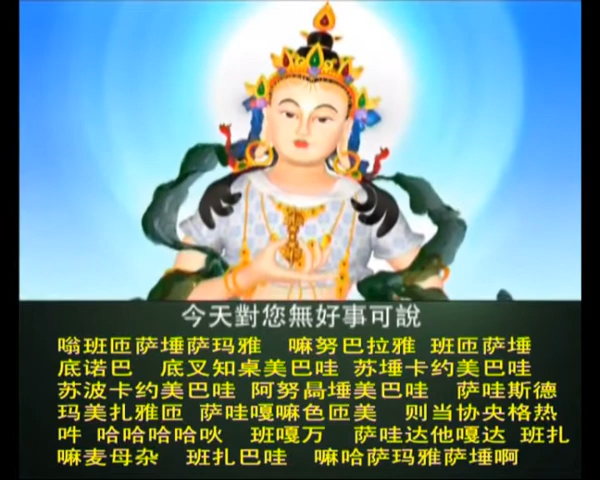 今天對您無好事可說
嗡班匝萨埵萨玛雅 嘛努巴拉雅 班匝萨埵
底诺巴 底叉知桌美巴哇 苏埵卡约美巴哇
苏波卡约美巴哇 阿努曷埵美巴哇 萨哇斯德
玛美扎雅匝 萨哇嘎嘛色匝美 则当协央格热
吽 哈哈哈哈吙 班嘎万 萨哇达他嘎达 班扎
嘛麦母杂 班扎巴哇 嘛哈萨玛雅萨埵啊